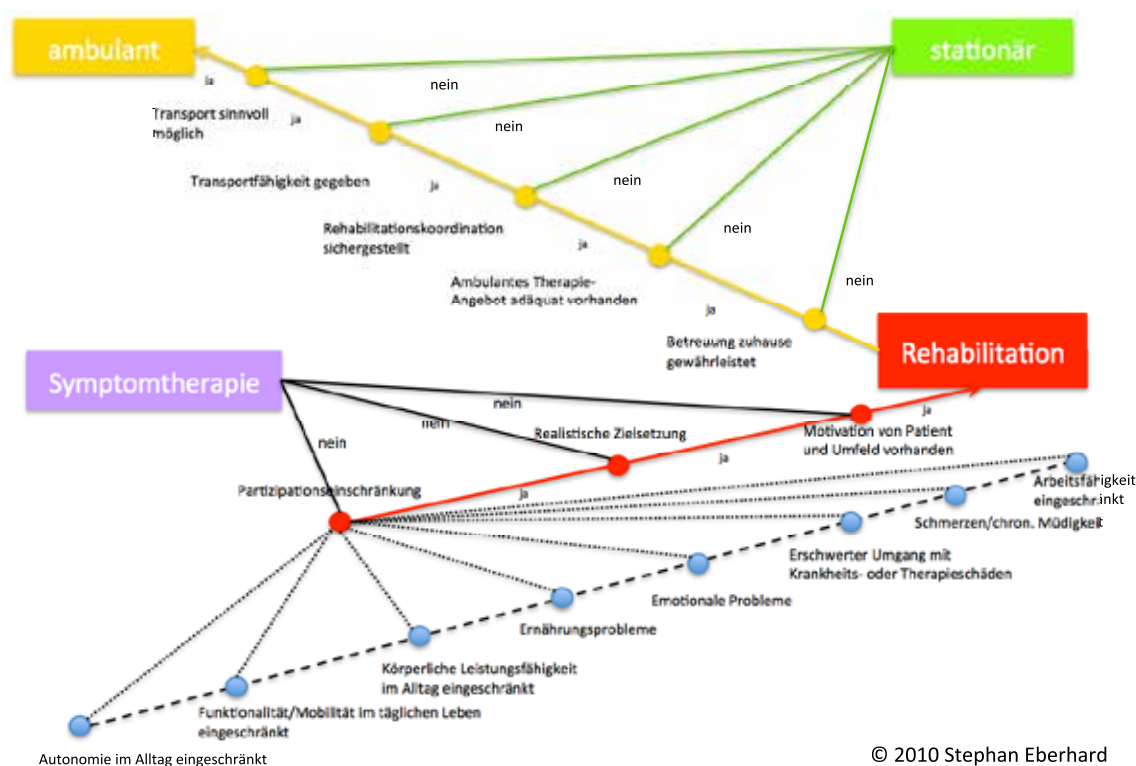 ambulant
stationär
ja
nein
Transport sinnvoll
möglich
ja
nein
Transportfähigkeit gegeben
ja
nein
Rehabilitationskoordination
sichergestellt
ja
nein
Ambulantes Therapie-
Angebot adäquat vorhanden
ja
nein
Betreuung zuhause
gewährleistet
Rehabilitation
Symptomtherapie
nein
nein
nein
Realistische Zielsetzung
ja
Motivation von Patient
und Umfeld vorhanden
ja
Partizipationseinschränkung
ja
Arbeitsfähigkeit
eingeschränkt
Schmerzen/chron. Müdigkeit
Erschwerter Umgang mit
Krankheits- oder Therapieschäden
Emotionale Probleme
Ernährungsprobleme
Körperliche Leistungsfähigkeit
im Alltag eingeschränkt
Funktionalität/Mobilität im täglichen Leben
eingeschränkt
Autonomie im Alltag eingeschränkt
© 2010 Stephan Eberhard